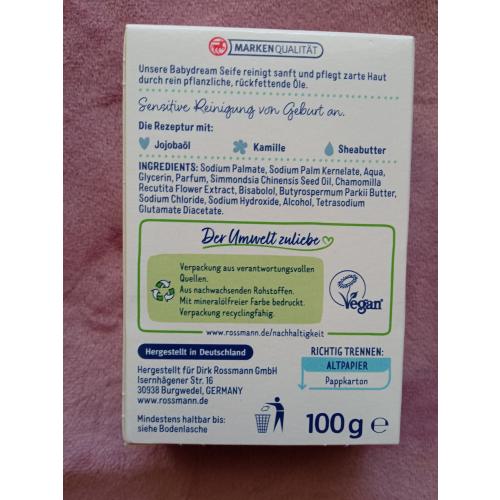 MARKENQUALITÄT
Unsere Babydream Seife reinigt sanft und pflegt zarte Haut
durch rein pflanzliche, rückfettende Öle.
Sensitive Reinigung von Geburt an.
Die Rezeptur mit:
Jojobaöl Kamille Sheabutter
INGREDIENTS: Sodium Palmate, Sodium Palm Kernelate, Aqua,
Glycerin, Parfum, Simmondsia Chinensis Seed Oil, Chamomilla
Recutita Flower Extract, Bisabolol, Butyrospermum Parkii Butter,
Sodium Chloride, Sodium Hydroxide, Alcohol, Tetrasodium
Glutamate Diacetate.
Der Umwelt zuliebe
Verpackung aus verantwortungsvollen
Quellen.
Aus nachwachsenden Rohstoffen.
Mit mineralölfreier Farbe bedruckt.
Verpackung recyclingfähig.
Vegan
www.rossmann.de/nachhaltigkeit
Hergestellt in Deutschland
Hergestellt für Dirk Rossmann GmbH
Isernhägener Str. 16
30938 Burgwedel, GERMANY
www.rossmann.de
RICHTIG TRENNEN:
ALTPAPIER
Pappkarton
Mindestens haltbar bis:
siehe Bodenlasche
100 g ℮